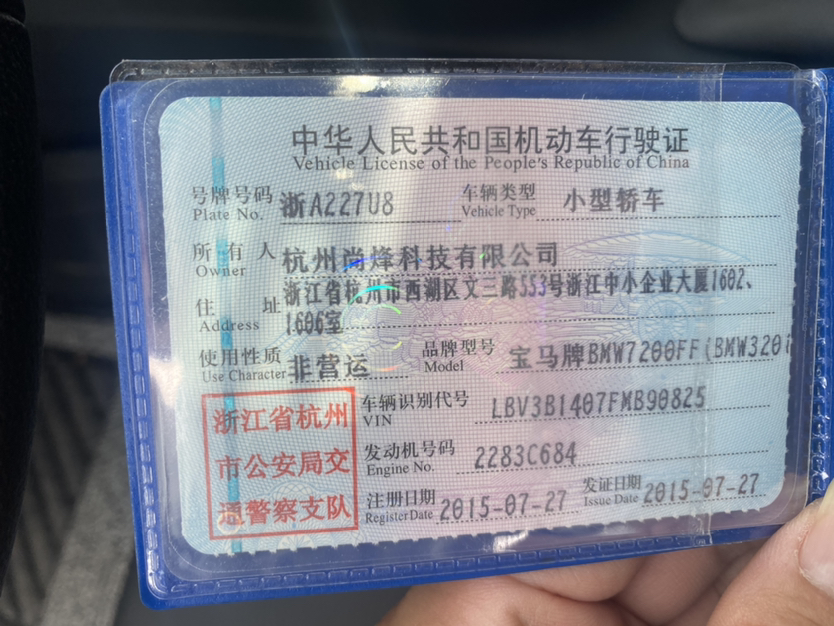 中华人民共和国机动车行驶证
Vehicle License of the People's Republic of China
号牌号码 浙A227U8 车辆类型 小型轿车
Plate No. Vehicle Type
所有人 杭州尚烽科技有限公司
Owner
住址 浙江省杭州市西湖区文三路553号浙江中小企业大厦1602、
Address 1606室
使用性质 非营运 品牌型号 宝马牌BMW7200FF(BMW320i
Use Character Model
浙江省杭州
市公安局交
通警察支队
车辆识别代号 LBV3B1407FMB90825
VIN
发动机号码 2283C684
Engine No.
注册日期 2015-07-27 发证日期 2015-07-27
Register Date Issue Date